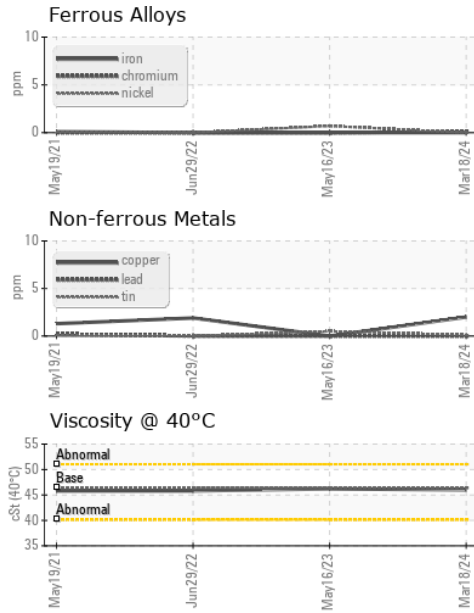 Ferrous Alloys
10
5
0
ppm
iron
chromium
nickel
May19/21
Jun29/22
May16/23
Mar18/24
Non-ferrous Metals
10
5
0
ppm
copper
lead
tin
May19/21
Jun29/22
May16/23
Mar18/24
Viscosity @ 40°C
55
50
45
40
35
cSt (40°C)
Abnormal
Base
Abnormal
May19/21
Jun29/22
May16/23
Mar18/24